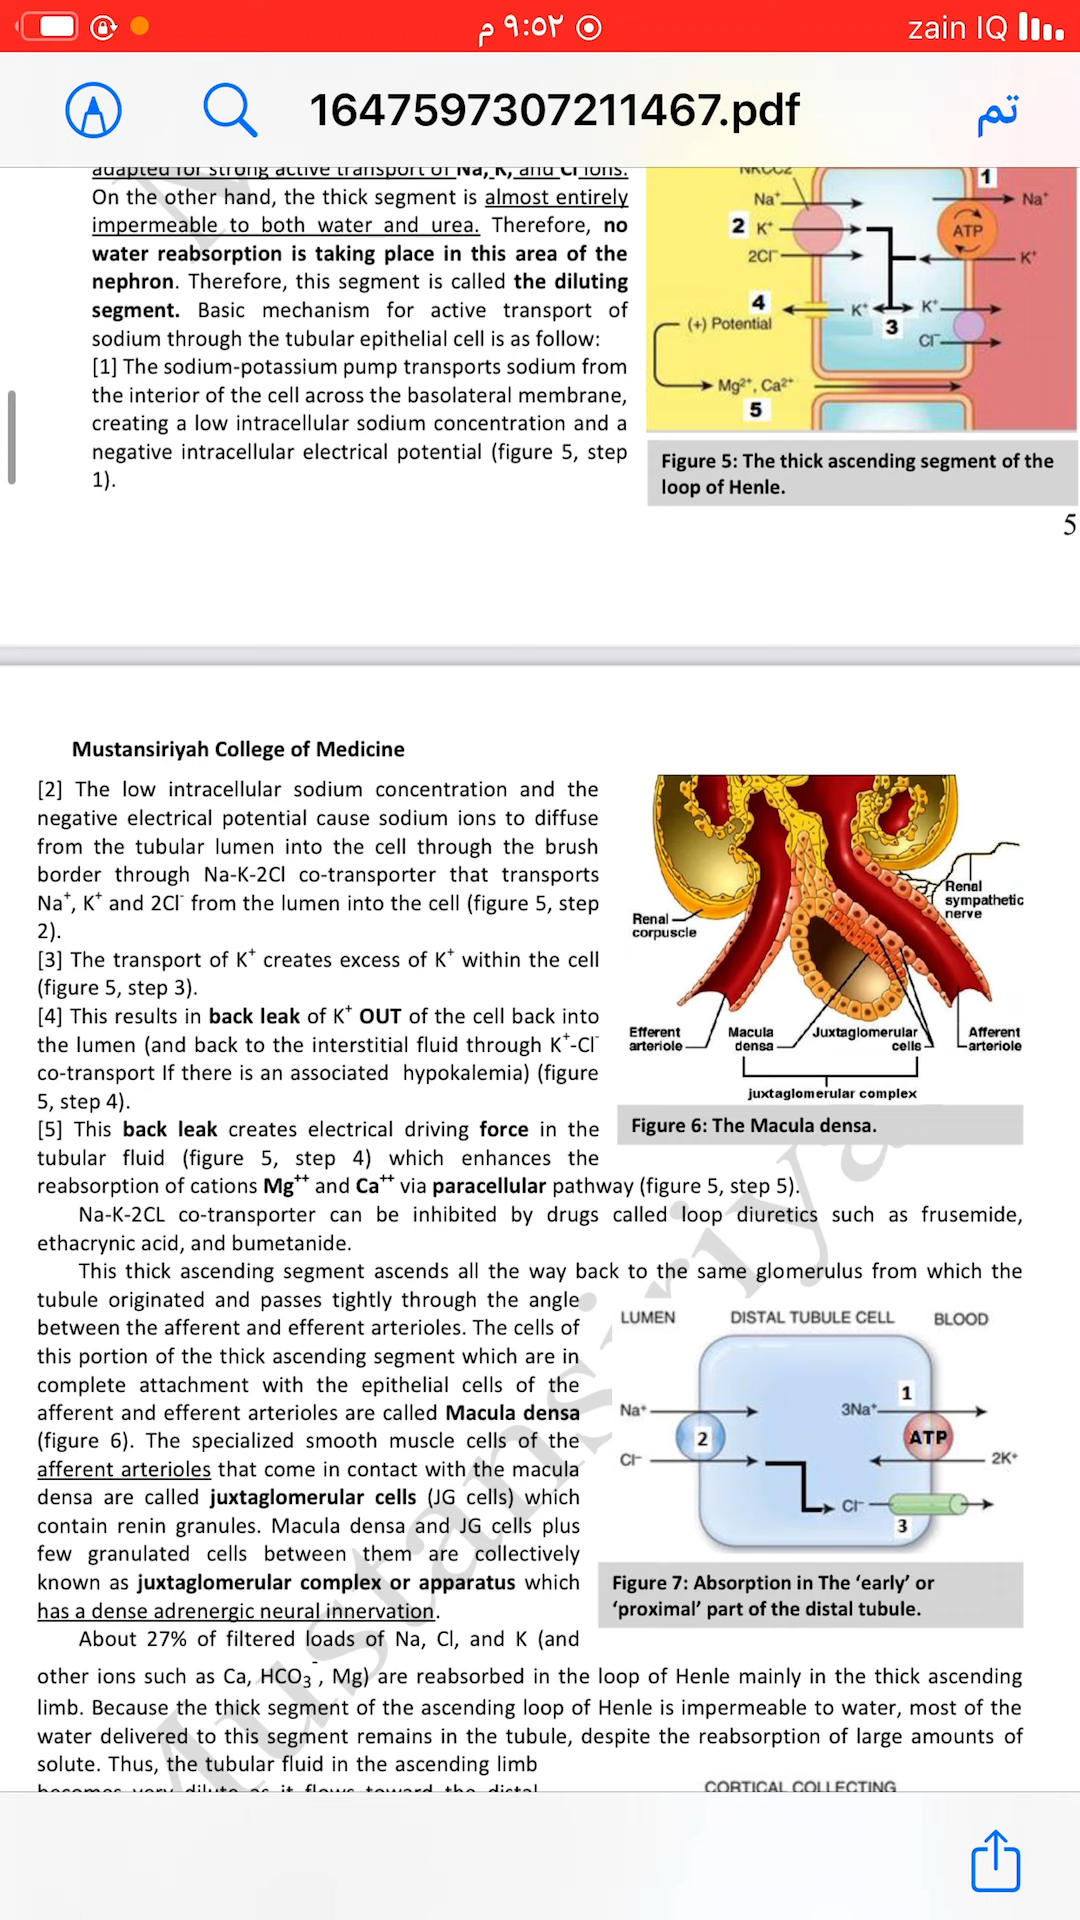 ٩:٥٢ م
zain IQ
1647597307211467.pdf
تم
adapted for strong active transport of Na, K, and Cl ions.
On the other hand, the thick segment is almost entirely
impermeable to both water and urea. Therefore, no
water reabsorption is taking place in this area of the
nephron. Therefore, this segment is called the diluting
segment. Basic mechanism for active transport of
sodium through the tubular epithelial cell is as follow:
[1] The sodium-potassium pump transports sodium from
the interior of the cell across the basolateral membrane,
creating a low intracellular sodium concentration and a
negative intracellular electrical potential (figure 5, step
1).
NKCC2
1
Na⁺
Na⁺
2 K⁺
ATP
2Cl⁻
K⁺
4
K⁺
K⁺
(+) Potential
3
Cl⁻
Mg²⁺, Ca²⁺
5
Figure 5: The thick ascending segment of the
loop of Henle.
5
Mustansiriyah College of Medicine
[2] The low intracellular sodium concentration and the
negative electrical potential cause sodium ions to diffuse
from the tubular lumen into the cell through the brush
border through Na-K-2Cl co-transporter that transports
Na⁺, K⁺ and 2Cl⁻ from the lumen into the cell (figure 5, step
2).
[3] The transport of K⁺ creates excess of K⁺ within the cell
(figure 5, step 3).
[4] This results in back leak of K⁺ OUT of the cell back into
the lumen (and back to the interstitial fluid through K⁺-Cl⁻
co-transport If there is an associated hypokalemia) (figure
5, step 4).
[5] This back leak creates electrical driving force in the
tubular fluid (figure 5, step 4) which enhances the
reabsorption of cations Mg⁺⁺ and Ca⁺⁺ via paracellular pathway (figure 5, step 5).
Renal
corpuscle
Renal
sympathetic
nerve
Efferent
arteriole
Macula
densa
Juxtaglomerular
cells
Afferent
arteriole
juxtaglomerular complex
Figure 6: The Macula densa.
Na-K-2CL co-transporter can be inhibited by drugs called loop diuretics such as frusemide,
ethacrynic acid, and bumetanide.
This thick ascending segment ascends all the way back to the same glomerulus from which the
tubule originated and passes tightly through the angle
between the afferent and efferent arterioles. The cells of
this portion of the thick ascending segment which are in
complete attachment with the epithelial cells of the
afferent and efferent arterioles are called Macula densa
(figure 6). The specialized smooth muscle cells of the
afferent arterioles that come in contact with the macula
densa are called juxtaglomerular cells (JG cells) which
contain renin granules. Macula densa and JG cells plus
few granulated cells between them are collectively
known as juxtaglomerular complex or apparatus which
has a dense adrenergic neural innervation.
About 27% of filtered loads of Na, Cl, and K (and
other ions such as Ca, HCO₃⁻, Mg) are reabsorbed in the loop of Henle mainly in the thick ascending
limb. Because the thick segment of the ascending loop of Henle is impermeable to water, most of the
water delivered to this segment remains in the tubule, despite the reabsorption of large amounts of
solute. Thus, the tubular fluid in the ascending limb
becomes very dilute as it flows toward the distal
LUMEN
DISTAL TUBULE CELL
BLOOD
1
Na⁺
3Na⁺
2
ATP
Cl⁻
2K⁺
Cl⁻
3
Figure 7: Absorption in The ‘early’ or
‘proximal’ part of the distal tubule.
CORTICAL COLLECTING
Mustansiriya